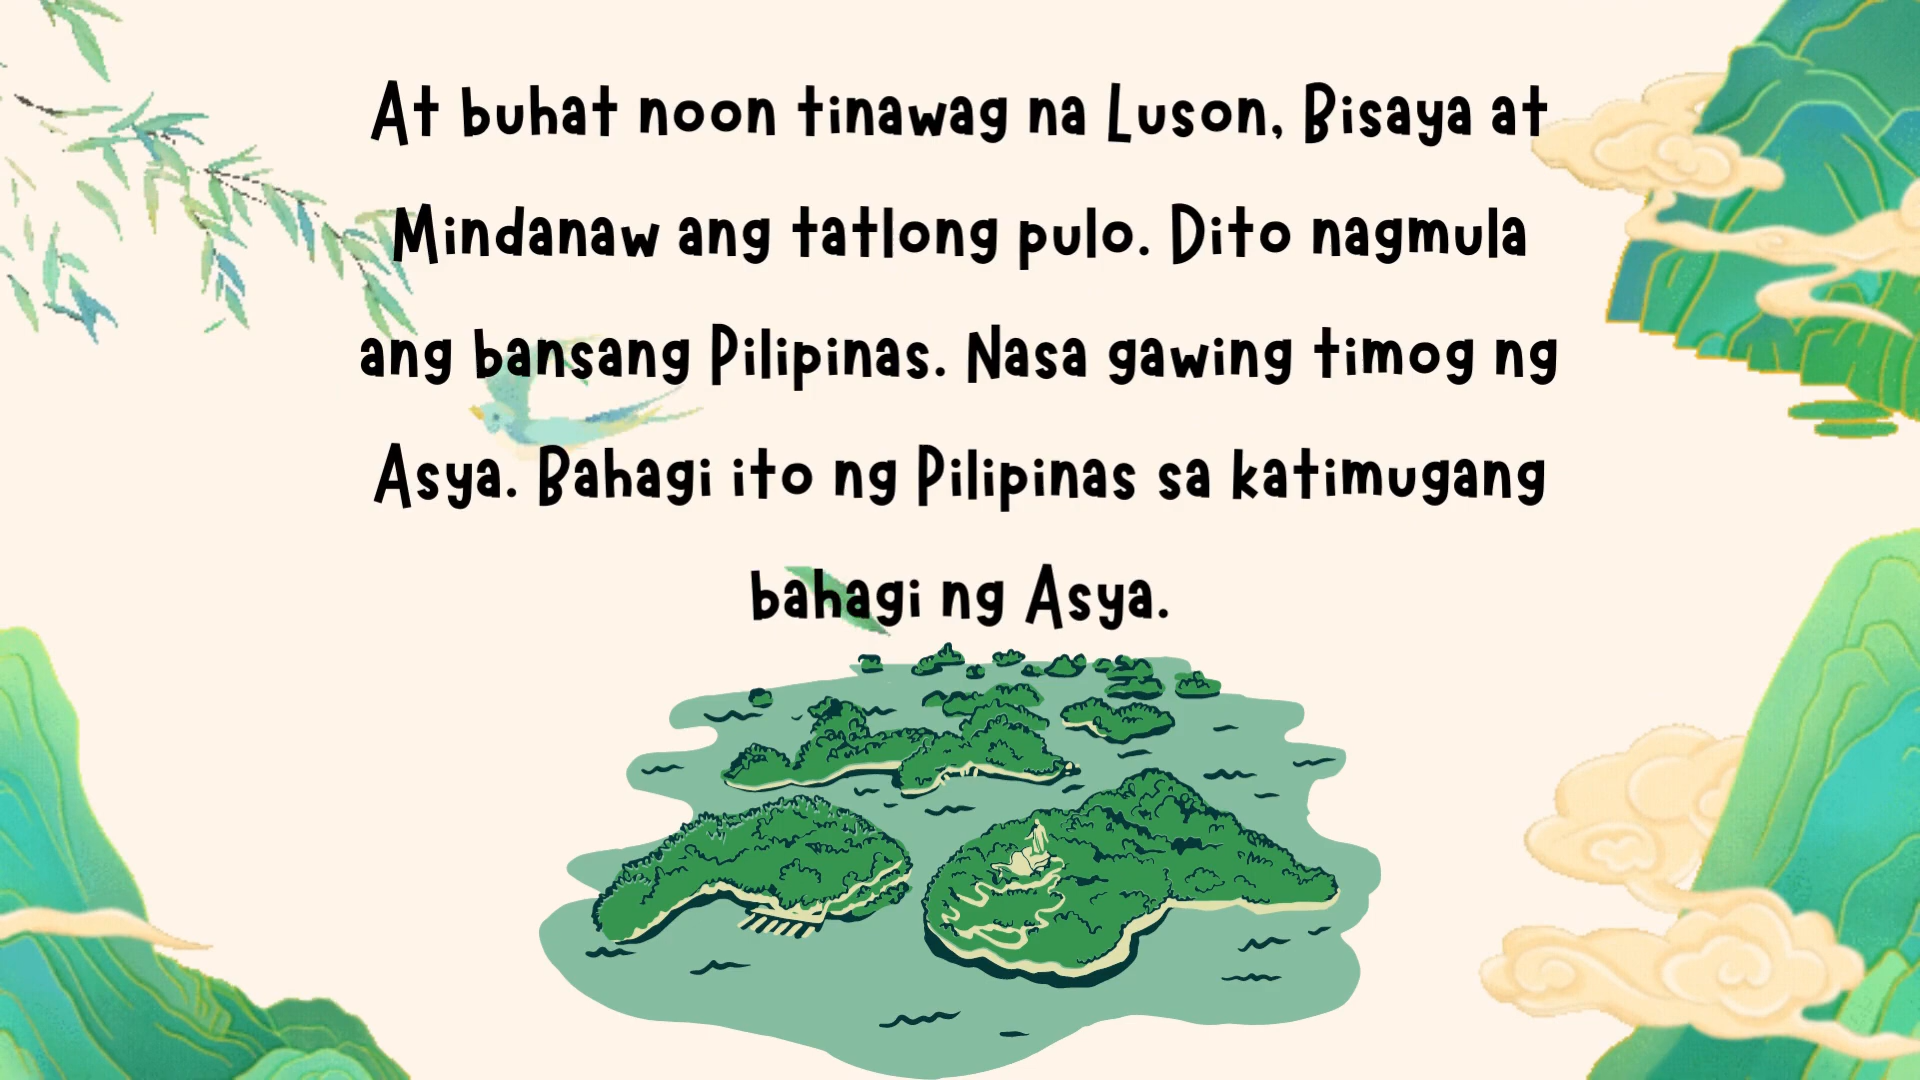 At buhat noon tinawag na Luson, Bisaya at
Mindanaw ang tatlong pulo. Dito nagmula
ang bansang Pilipinas. Nasa gawing timog ng
Asya. Bahagi ito ng Pilipinas sa katimugang
bahagi ng Asya.